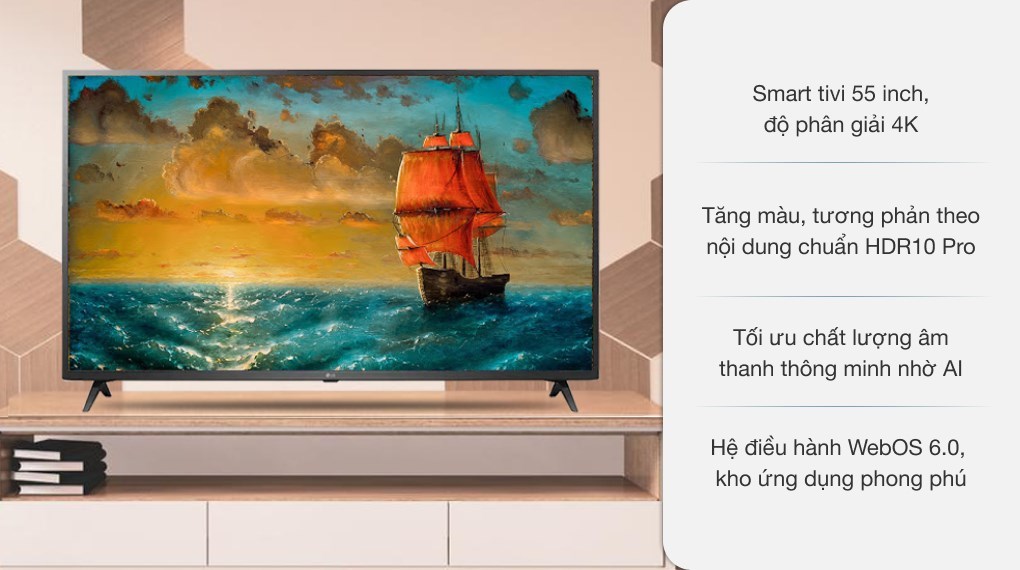 Smart tivi 55 inch,
độ phân giải 4K
Tăng màu, tương phản theo
nội dung chuẩn HDR10 Pro
Tối ưu chất lượng âm
thanh thông minh nhờ AI
Hệ điều hành WebOS 6.0,
kho ứng dụng phong phú